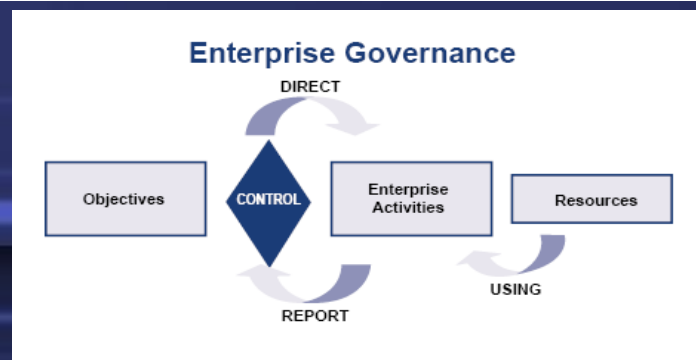 Enterprise Governance
DIRECT
Objectives
CONTROL
Enterprise
Activities
Resources
USING
REPORT